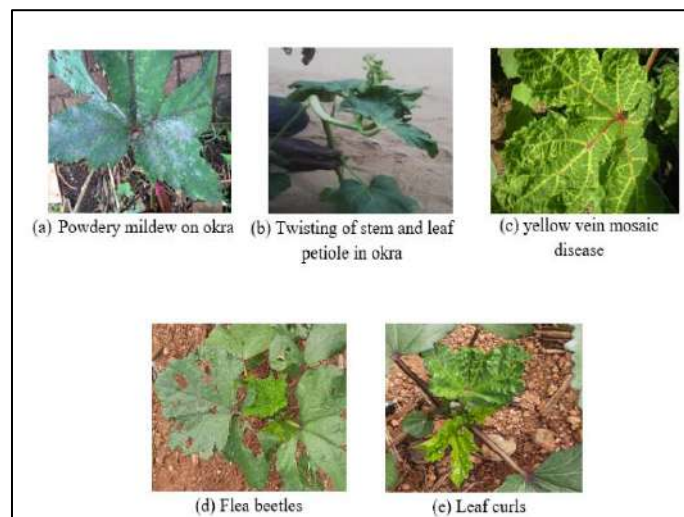 (a) Powdery mildew on okra
(b) Twisting of stem and leaf
petiole in okra
(c) yellow vein mosaic
disease
(d) Flea beetles
(e) Leaf curls